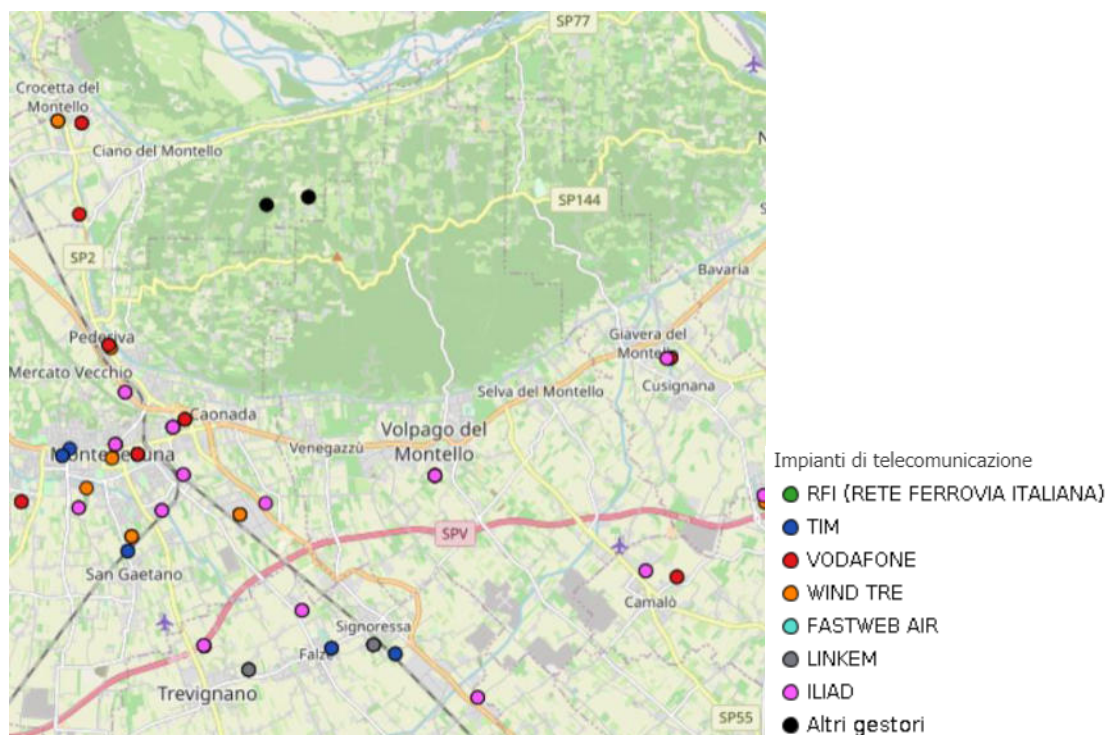 SP77
Crocetta del
Montello
Ciano del Montello
SP144
SP2
Bavaria
Pederiva
Giavera del
Montello
Mercato Vecchio
Cusignana
Selva del Montello
Caonada
Volpago del
Montello
Venegazzù
SPV
San Gaetano
Camalò
Signoressa
Falzè
Trevignano
SP55
Impianti di telecomunicazione
RFI (RETE FERROVIA ITALIANA)
TIM
VODAFONE
WIND TRE
FASTWEB AIR
LINKEM
ILIAD
Altri gestori